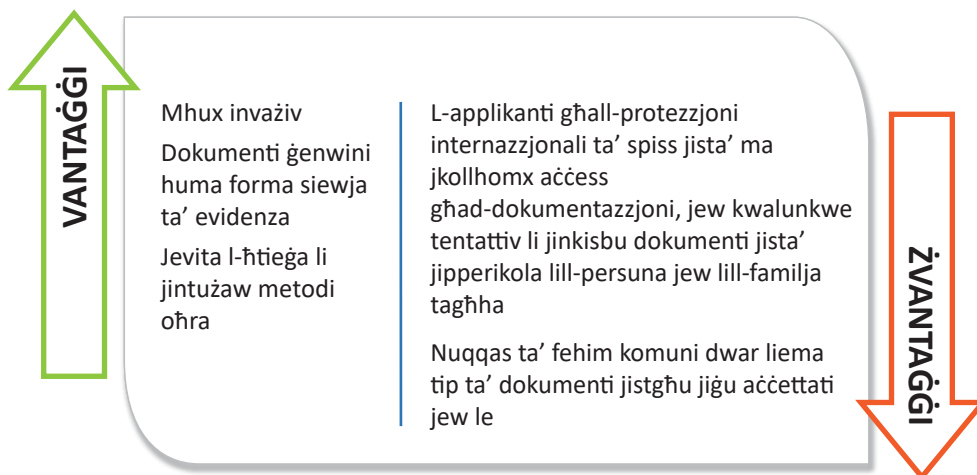 VANTAĠĠI
Mhux invażiv
Dokumenti ġenwini
huma forma siewja
ta’ evidenza
Jevita l-ħtieġa li
jintużaw metodi
oħra
L-applikanti għall-protezzjoni
internazzjonali ta’ spiss jista’ ma
jkollhomx aċċess
għad-dokumentazzjoni, jew kwalunkwe
tentattiv li jinkisbu dokumenti jista’
jipperikola lill-persuna jew lill-familja
tagħha
Nuqqas ta’ fehim komuni dwar liema
tip ta’ dokumenti jistgħu jiġu aċċettati
jew le
ŻVANTAĠĠI